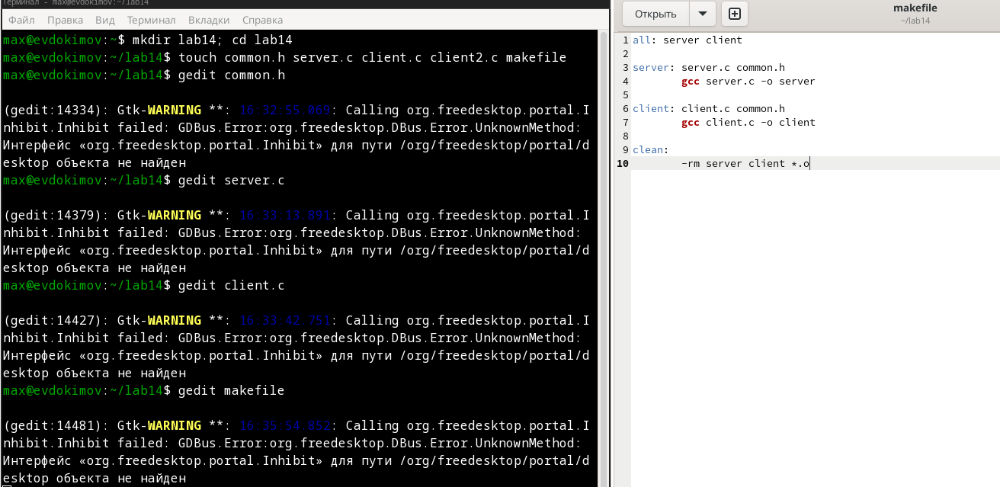 Терминал - max@evdokimov:~/lab14
Файл Правка Вид Терминал Вкладки Справка
max@evdokimov:~$ mkdir lab14; cd lab14
max@evdokimov:~/lab14$ touch common.h server.c client.c client2.c makefile
max@evdokimov:~/lab14$ gedit common.h
(gedit:14334): Gtk-WARNING **: 16:32:55.069: Calling org.freedesktop.portal.I
nhibit.Inhibit failed: GDBus.Error:org.freedesktop.DBus.Error.UnknownMethod:
Интерфейс «org.freedesktop.portal.Inhibit» для пути /org/freedesktop/portal/d
esktop объекта не найден
max@evdokimov:~/lab14$ gedit server.c
(gedit:14379): Gtk-WARNING **: 16:33:13.891: Calling org.freedesktop.portal.I
nhibit.Inhibit failed: GDBus.Error:org.freedesktop.DBus.Error.UnknownMethod:
Интерфейс «org.freedesktop.portal.Inhibit» для пути /org/freedesktop/portal/d
esktop объекта не найден
max@evdokimov:~/lab14$ gedit client.c
(gedit:14427): Gtk-WARNING **: 16:33:42.751: Calling org.freedesktop.portal.I
nhibit.Inhibit failed: GDBus.Error:org.freedesktop.DBus.Error.UnknownMethod:
Интерфейс «org.freedesktop.portal.Inhibit» для пути /org/freedesktop/portal/d
esktop объекта не найден
max@evdokimov:~/lab14$ gedit makefile
(gedit:14481): Gtk-WARNING **: 16:35:54.852: Calling org.freedesktop.portal.I
nhibit.Inhibit failed: GDBus.Error:org.freedesktop.DBus.Error.UnknownMethod:
Интерфейс «org.freedesktop.portal.Inhibit» для пути /org/freedesktop/portal/d
esktop объекта не найден
Открыть
makefile
~/lab14
1 all: server client
2
3 server: server.c common.h
4 gcc server.c -o server
5
6 client: client.c common.h
7 gcc client.c -o client
8
9 clean:
10 -rm server client *.o